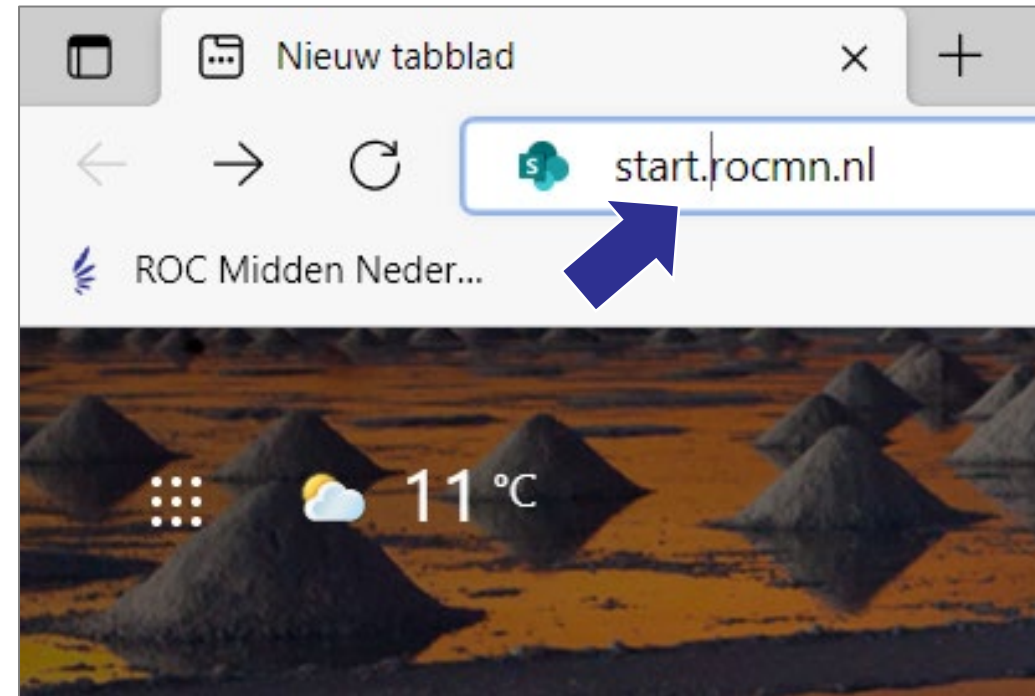 Nieuw tabblad
S start.rocmn.nl
ROC Midden Neder...
11 °C